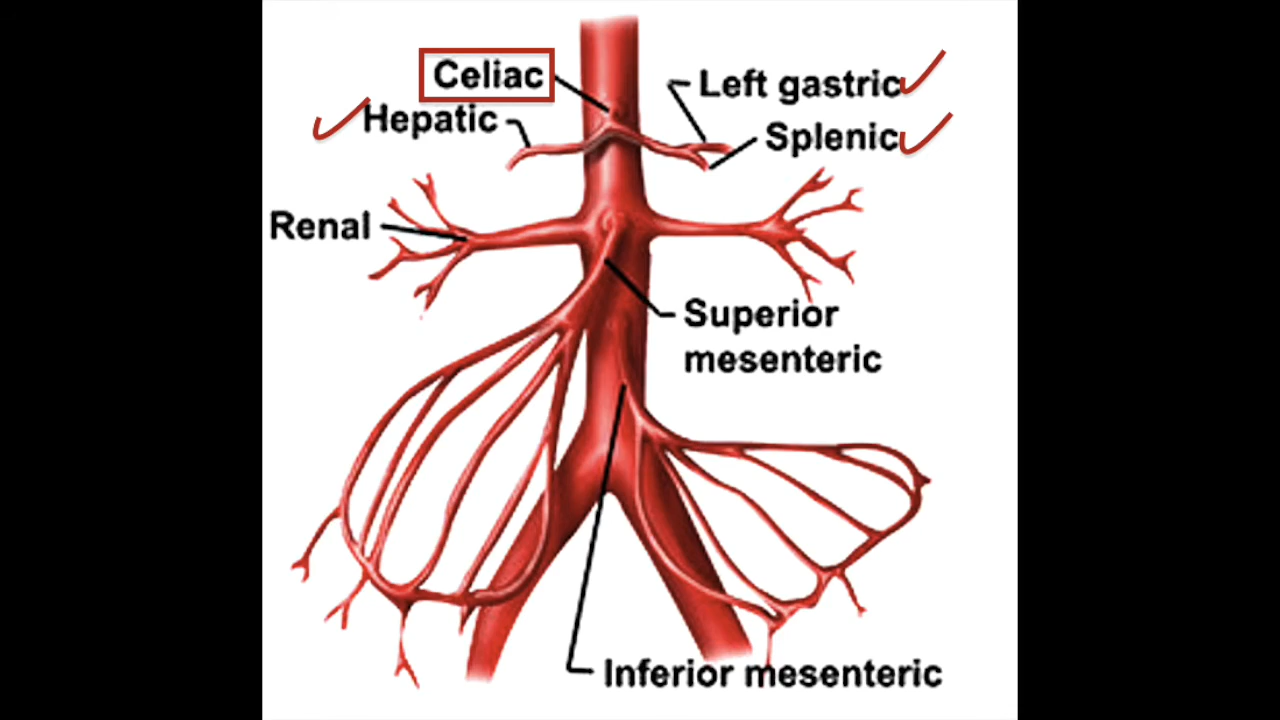 Celiac
Left gastric
Hepatic
Splenic
Renal
Superior
mesenteric
Inferior mesenteric